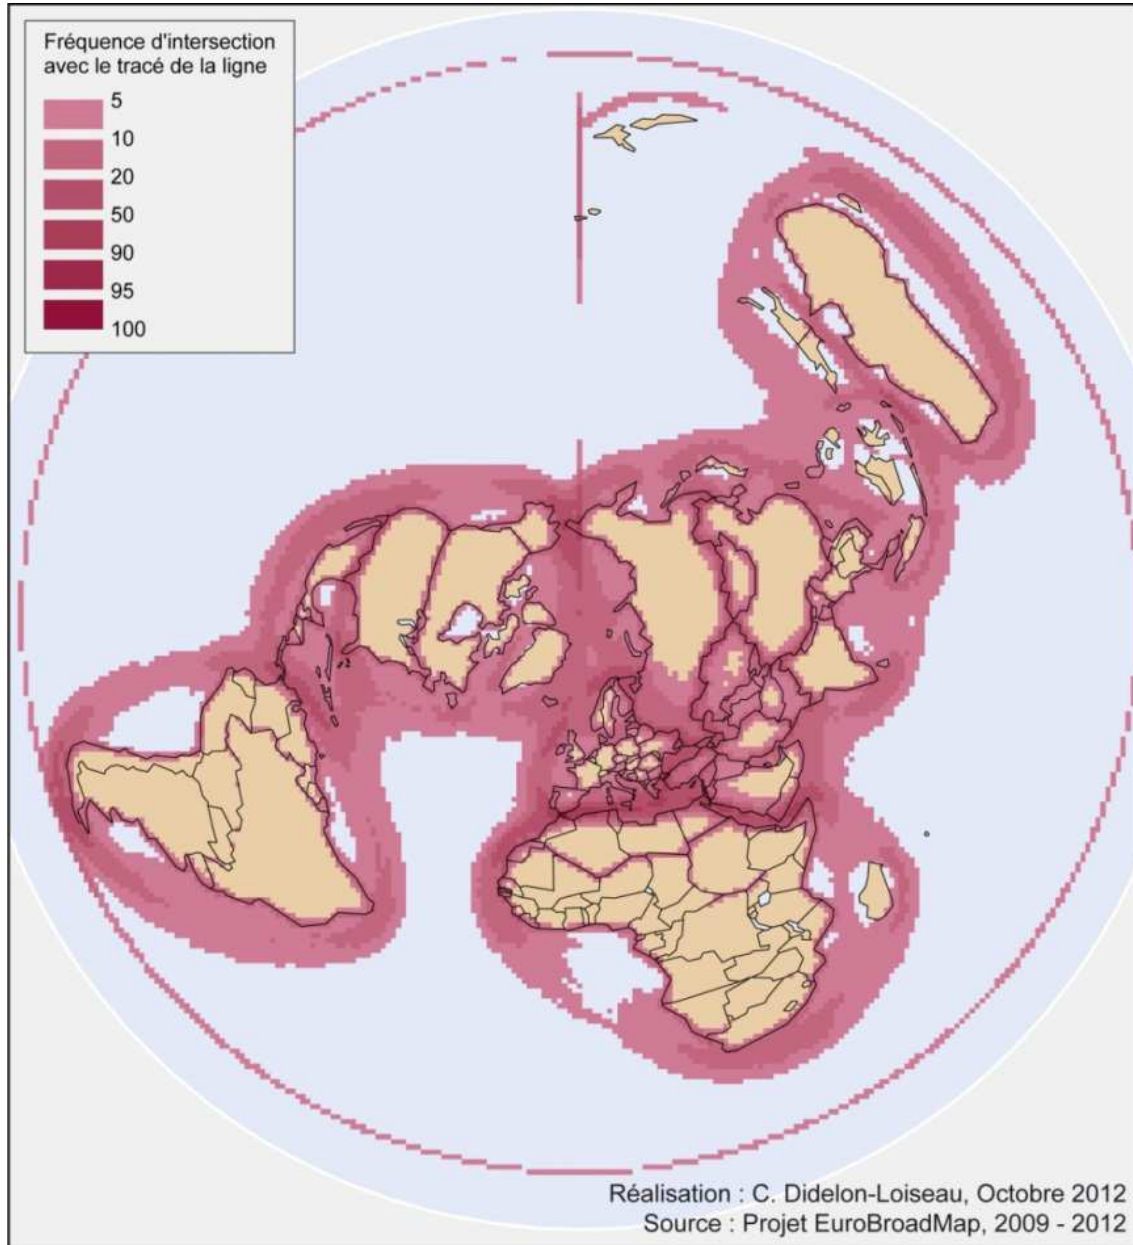 Fréquence d'intersection
avec le tracé de la ligne
5
10
20
50
90
95
100
Réalisation : C. Didelon-Loiseau, Octobre 2012
Source : Projet EuroBroadMap, 2009 - 2012